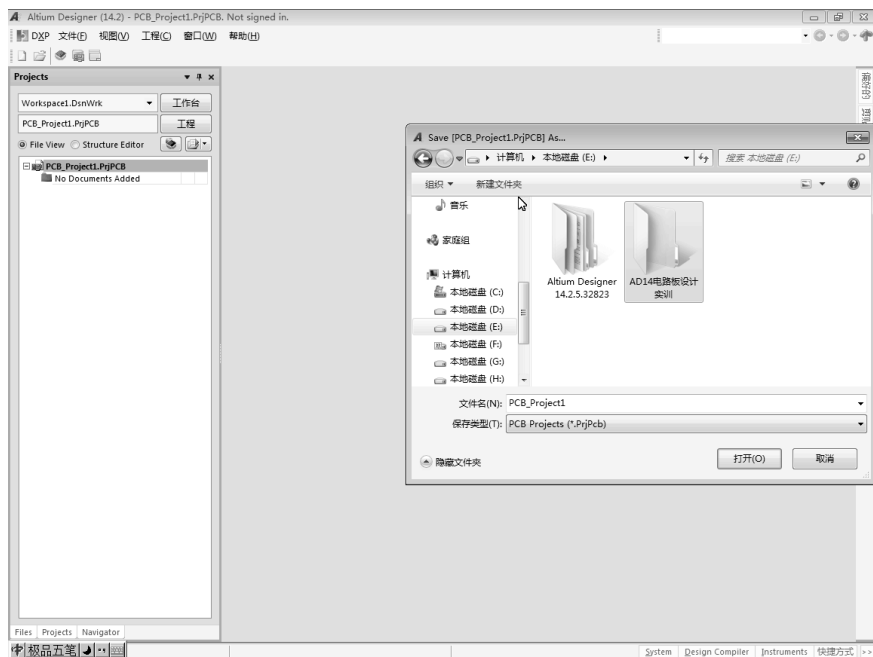 Altium Designer (14.2) - PCB_Project1.PrjPCB. Not signed in.
DXP 文件(F) 视图(V) 工程(C) 窗口(W) 帮助(H)
Projects
Workspace1.DsnWrk 工作台
PCB_Project1.PrjPCB 工程
File View Structure Editor
PCB_Project1.PrjPCB
No Documents Added
Save [PCB_Project1.PrjPCB] As...
计算机 本地磁盘 (E:) 搜索 本地磁盘 (E:)
组织 新建文件夹
音乐
家庭组
计算机
本地磁盘 (C:)
本地磁盘 (D:)
本地磁盘 (E:)
本地磁盘 (F:)
本地磁盘 (G:)
本地磁盘 (H:)
Altium Designer
14.2.5.32823
AD14电路板设计
实训
文件名(N): PCB_Project1
保存类型(T): PCB Projects (*.PrjPcb)
隐藏文件夹 打开(O) 取消
Files Projects Navigator
中 极品五笔
System Design Compiler Instruments 快捷方式 >>